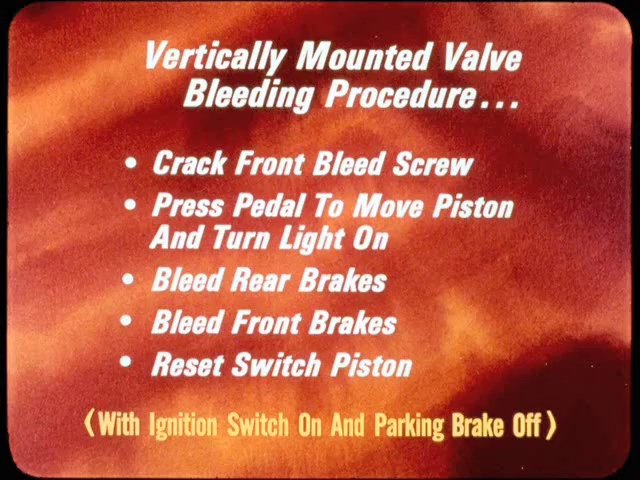 Vertically Mounted Valve
Bleeding Procedure...
• Crack Front Bleed Screw
• Press Pedal To Move Piston
And Turn Light On
• Bleed Rear Brakes
• Bleed Front Brakes
• Reset Switch Piston
(With Ignition Switch On And Parking Brake Off)